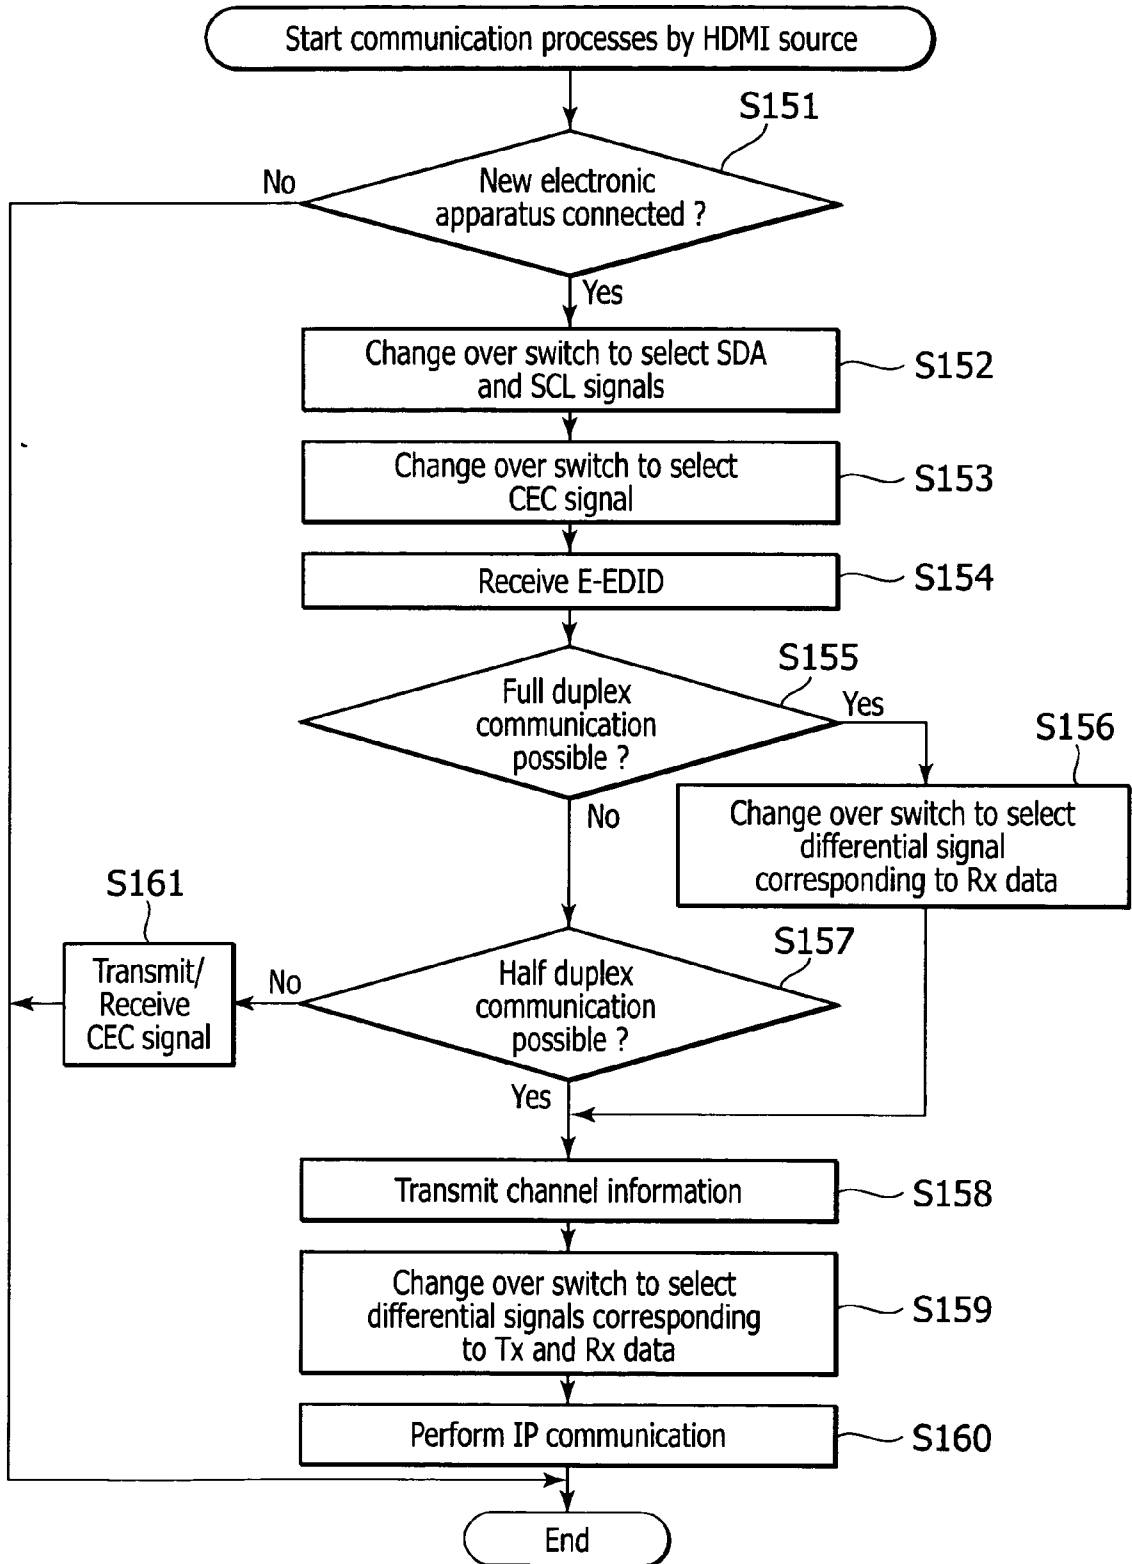 Start communication processes by HDMI source
S151
New electronic
apparatus connected ?
No
Yes
Change over switch to select SDA
and SCL signals
S152
Change over switch to select
CEC signal
S153
Receive E-EDID
S154
S155
Full duplex
communication
possible ?
Yes
No
S156
Change over switch to select
differential signal
corresponding to Rx data
S157
Half duplex
communication
possible ?
No
Yes
S161
Transmit/
Receive
CEC signal
Transmit channel information
S158
Change over switch to select
differential signals corresponding
to Tx and Rx data
S159
Perform IP communication
S160
End